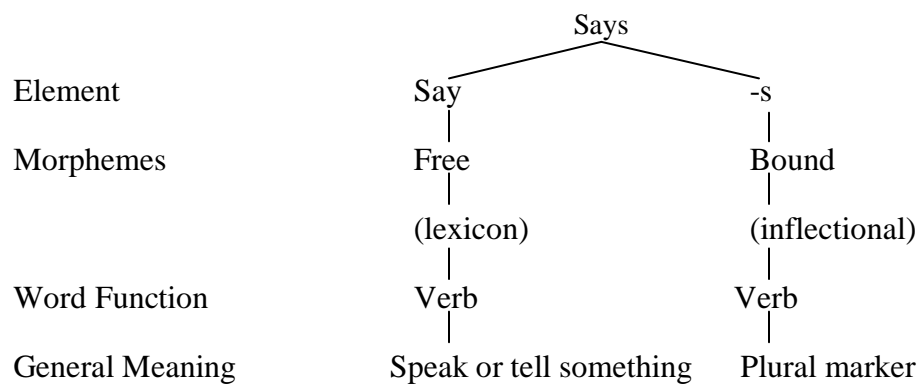 Says
Element Say -s
Morphemes Free Bound
(lexicon) (inflectional)
Word Function Verb Verb
General Meaning Speak or tell something Plural marker